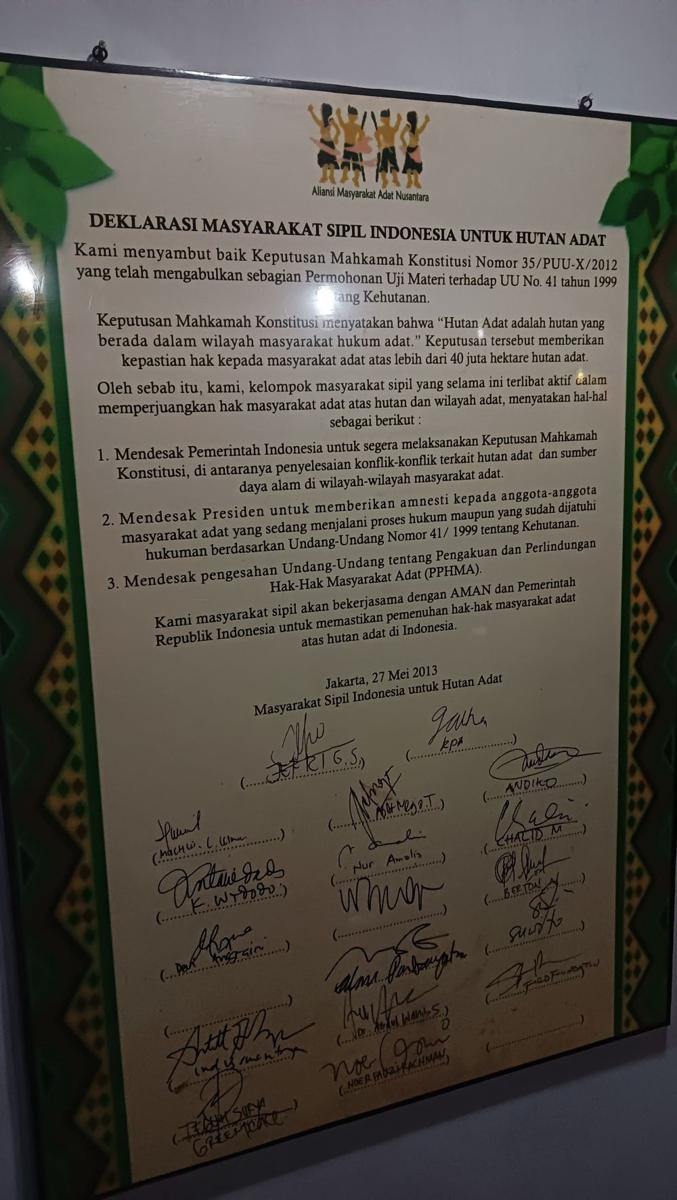 Aliansi Masyarakat Adat Nusantara
DEKLARASI MASYARAKAT SIPIL INDONESIA UNTUK HUTAN ADAT
Kami menyambut baik Keputusan Mahkamah Konstitusi Nomor 35/PUU-X/2012
yang telah mengabulkan sebagian Permohonan Uji Materi terhadap UU No. 41 tahun 1999
Kehutanan.
Keputusan Mahkamah Konstitusi menyatakan bahwa “Hutan Adat adalah hutan yang
berada dalam wilayah masyarakat hukum adat.” Keputusan tersebut memberikan
kepastian hak kepada masyarakat adat atas lebih dari 40 juta hektare hutan adat.
Oleh sebab itu, kami, kelompok masyarakat sipil yang selama ini terlibat aktif dalam
memperjuangkan hak masyarakat adat atas hutan dan wilayah adat, menyatakan hal-hal
sebagai berikut :
1. Mendesak Pemerintah Indonesia untuk segera melaksanakan Keputusan Mahkamah
Konstitusi, di antaranya penyelesaian konflik-konflik terkait hutan adat dan sumber
daya alam di wilayah-wilayah masyarakat adat.
2. Mendesak Presiden untuk memberikan amnesti kepada anggota-anggota
masyarakat adat yang sedang menjalani proses hukum maupun yang sudah dijatuhi
hukuman berdasarkan Undang-Undang Nomor 41/ 1999 tentang Kehutanan.
3. Mendesak pengesahan Undang-Undang tentang Pengakuan dan Perlindungan
Hak-Hak Masyarakat Adat (PPHMA).
Kami masyarakat sipil akan bekerjasama dengan AMAN dan Pemerintah
Republik Indonesia untuk memastikan pemenuhan hak-hak masyarakat adat
atas hutan adat di Indonesia.
Jakarta, 27 Mei 2013
Masyarakat Sipil Indonesia untuk Hutan Adat
KPA
ANDIKO
CHALID M
Nur Amalia
BERTON
K. WIDODO
NOER FAUZI RACHMAN
GREENPEACE